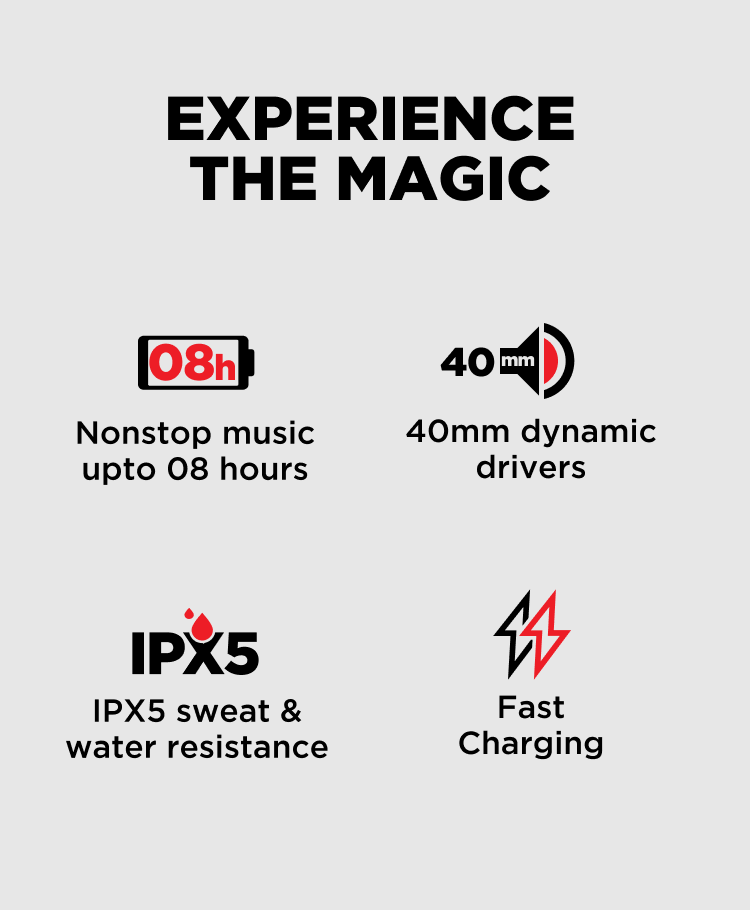 EXPERIENCE
THE MAGIC
08h
Nonstop music
upto 08 hours
40 mm
40mm dynamic
drivers
IPX5
IPX5 sweat &
water resistance
Fast
Charging